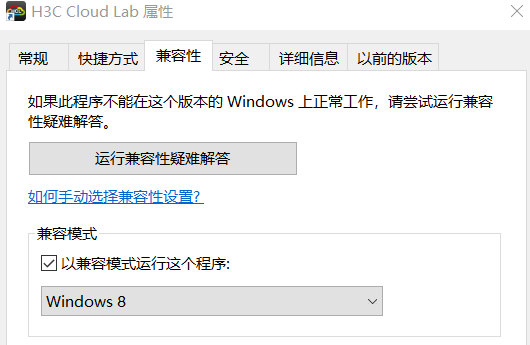 H3C Cloud Lab 属性
常规 快捷方式 兼容性 安全 详细信息 以前的版本
如果此程序不能在这个版本的 Windows 上正常工作，请尝试运行兼容
性疑难解答。
运行兼容性疑难解答
如何手动选择兼容性设置?
兼容模式
以兼容模式运行这个程序:
Windows 8